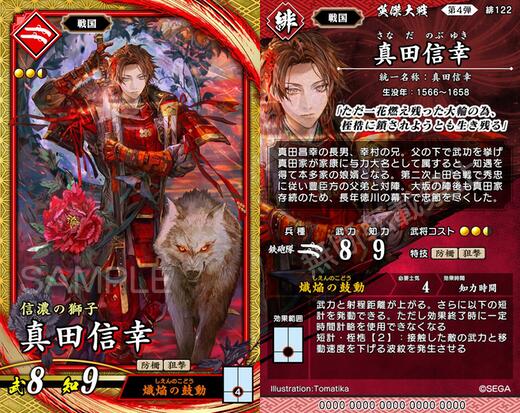 戦国
SAMPLE
信濃の獅子
真田信幸
防柵 狙撃
武8 知9
しえんのこどう
熾焔の鼓動
4
緋
戦国
英傑大戦 第4弾 緋122
さなだ のぶゆき
真田信幸
統一名称:真田信幸
生没年:1566~1658
「ただ一花燃え残った大輪の為、
桎梏に蝕まれようとも生き残る」
真田昌幸の長男、幸村の兄。父の下で武功を挙げ
真田家が家康に与力大名として属すると、知遇を
得て本多家の娘婿となる。第二次上田合戦で秀忠
に従い豊臣方の父弟と対陣。大坂の陣後も真田家
存続のため、長年徳川の幕下で忠節を尽くした。
兵種 武力 知力 武将コスト
鉄砲隊 8 9
特技 防柵 狙撃
しえんのこどう 必要士気 効果時間
熾焔の鼓動 4 知力時間
効果範囲
武力と射程距離が上がる。さらに以下の短
計を発動できる。ただし効果終了時に一定
時間計略を使用できなくなる
短計・桎梏【2】:接触した敵の武力と移
動速度を下げる波紋を発生させる
Illustration:Tomatika
©SEGA
0000-0000-0000-0000-0000